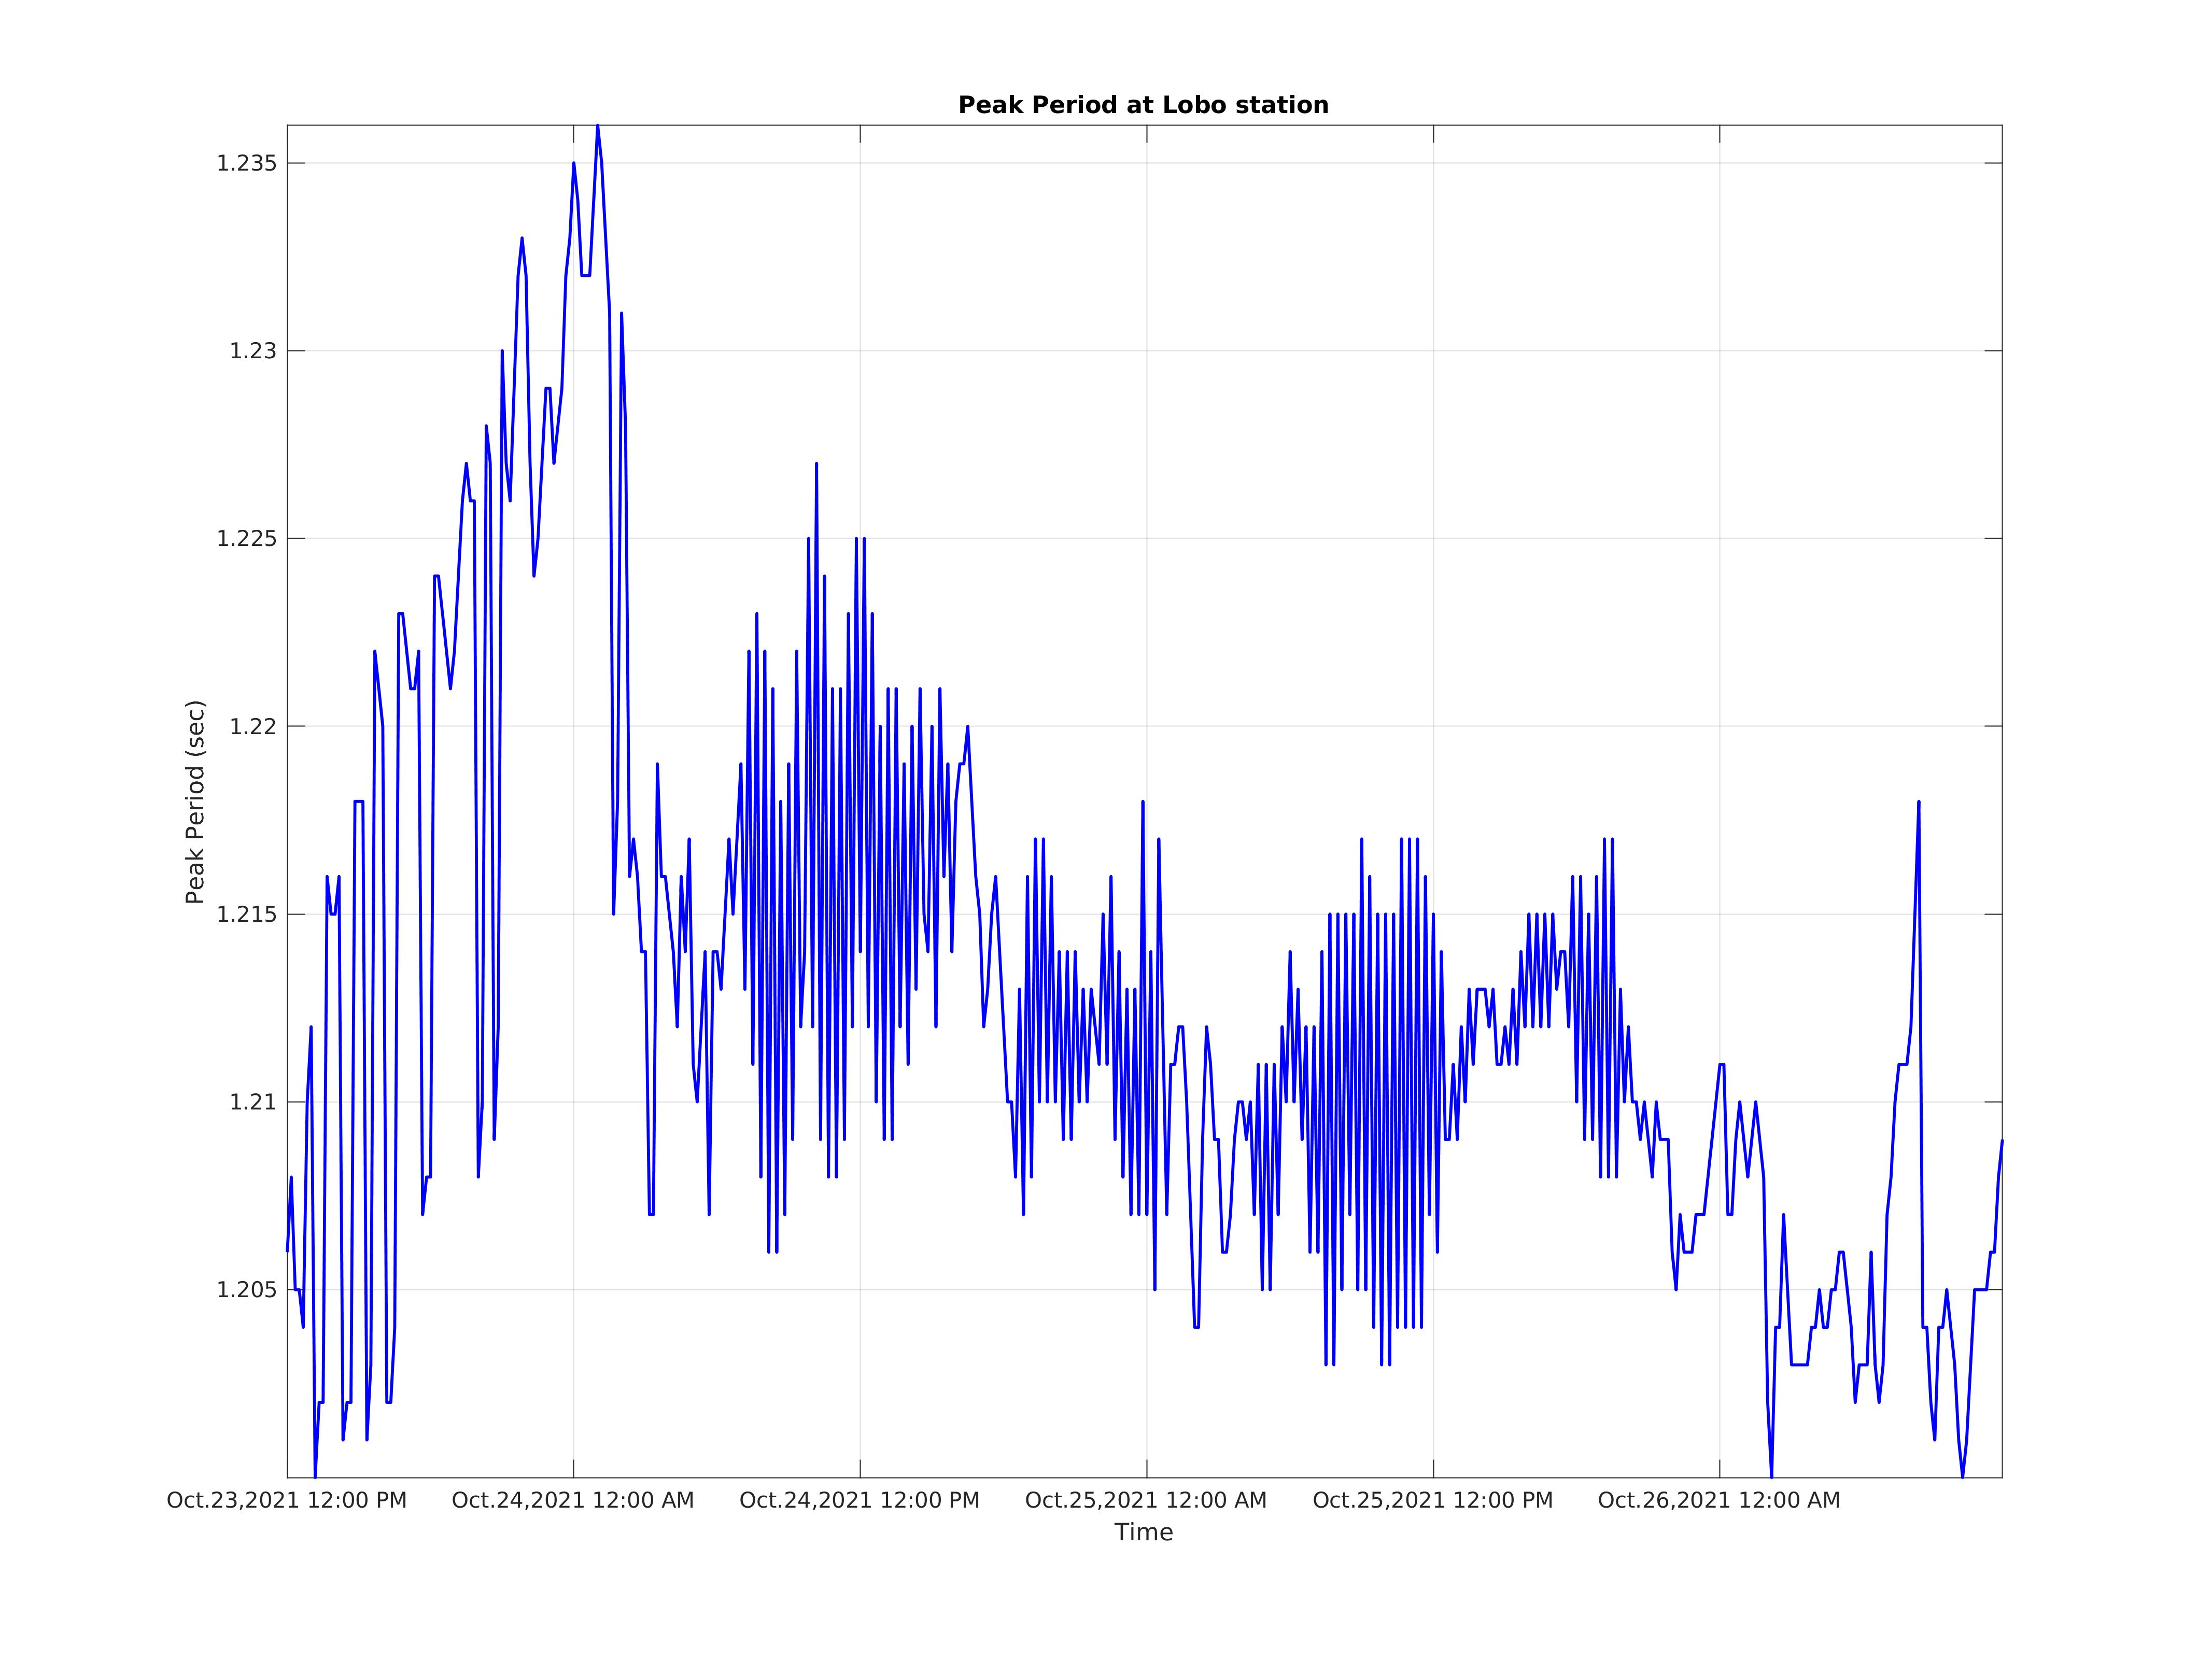 Peak Period at Lobo station
Peak Period (sec)
1.235
1.23
1.225
1.22
1.215
1.21
1.205
Oct.23,2021 12:00 PM Oct.24,2021 12:00 AM Oct.24,2021 12:00 PM Oct.25,2021 12:00 AM Oct.25,2021 12:00 PM Oct.26,2021 12:00 AM
Time